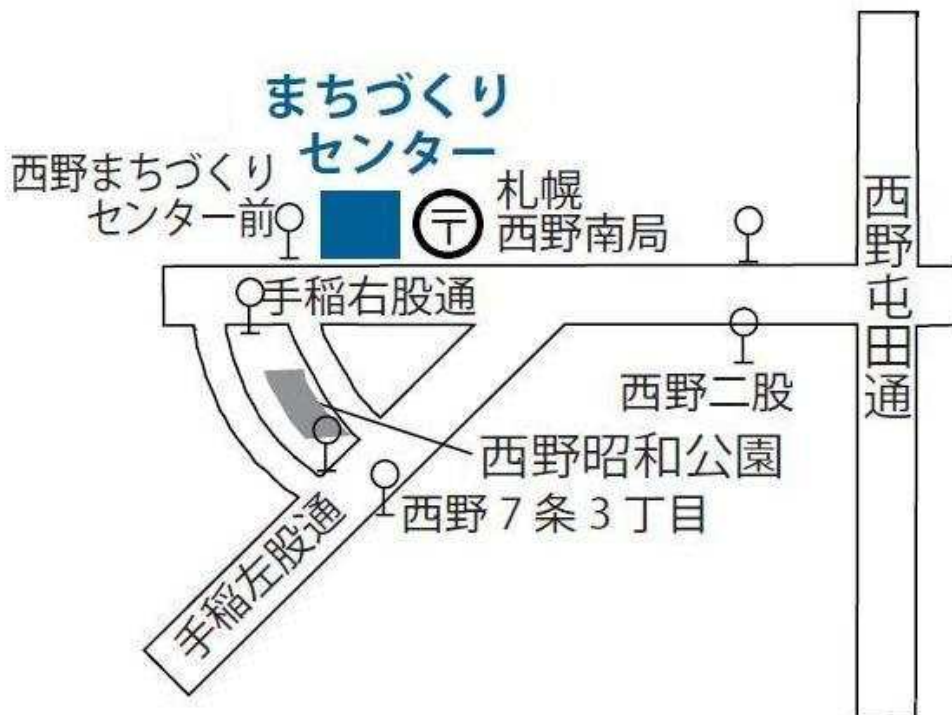 まちづくり
センター
西野まちづくり
センター前
札幌
西野南局
西野屯田通
手稲右股通
西野二股
西野昭和公園
西野7条3丁目
手稲左股通